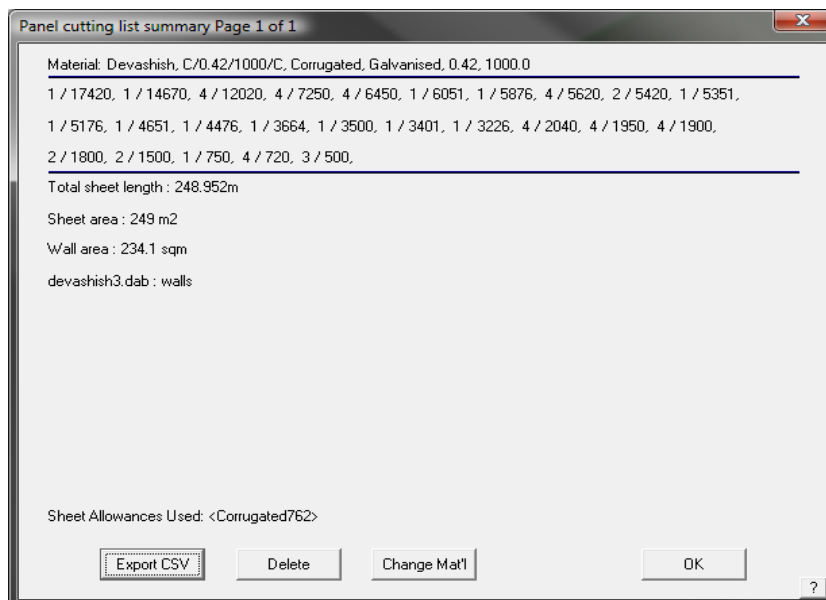 Panel cutting list summary Page 1 of 1
Material: Devashish, C/0.42/1000/C, Corrugated, Galvanised, 0.42, 1000.0
1 / 17420, 1 / 14670, 4 / 12020, 4 / 7250, 4 / 6450, 1 / 6051, 1 / 5876, 4 / 5620, 2 / 5420, 1 / 5351,
1 / 5176, 1 / 4651, 1 / 4476, 1 / 3664, 1 / 3500, 1 / 3401, 1 / 3226, 4 / 2040, 4 / 1950, 4 / 1900,
2 / 1800, 2 / 1500, 1 / 750, 4 / 720, 3 / 500,
Total sheet length : 248.952m
Sheet area : 249 m2
Wall area : 234.1 sqm
devashish3.dab : walls
Sheet Allowances Used: <Corrugated762>
Export CSV Delete Change Mat'l OK
?